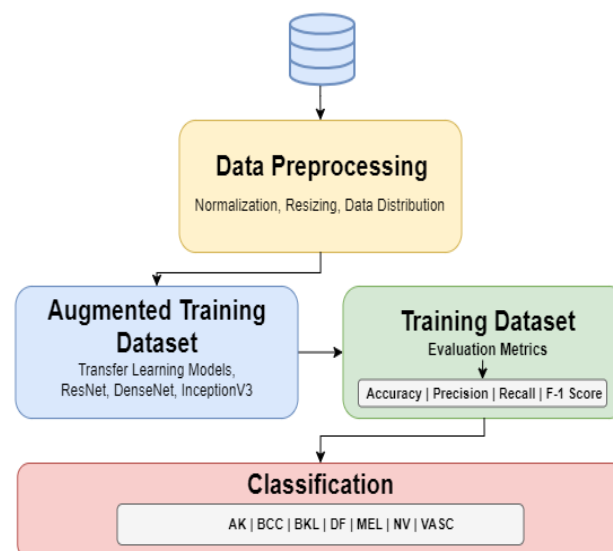 Data Preprocessing
Normalization, Resizing, Data Distribution
Augmented Training
Dataset
Transfer Learning Models,
ResNet, DenseNet, InceptionV3
Training Dataset
Evaluation Metrics
Accuracy | Precision | Recall | F-1 Score
Classification
AK | BCC | BKL | DF | MEL | NV | VASC